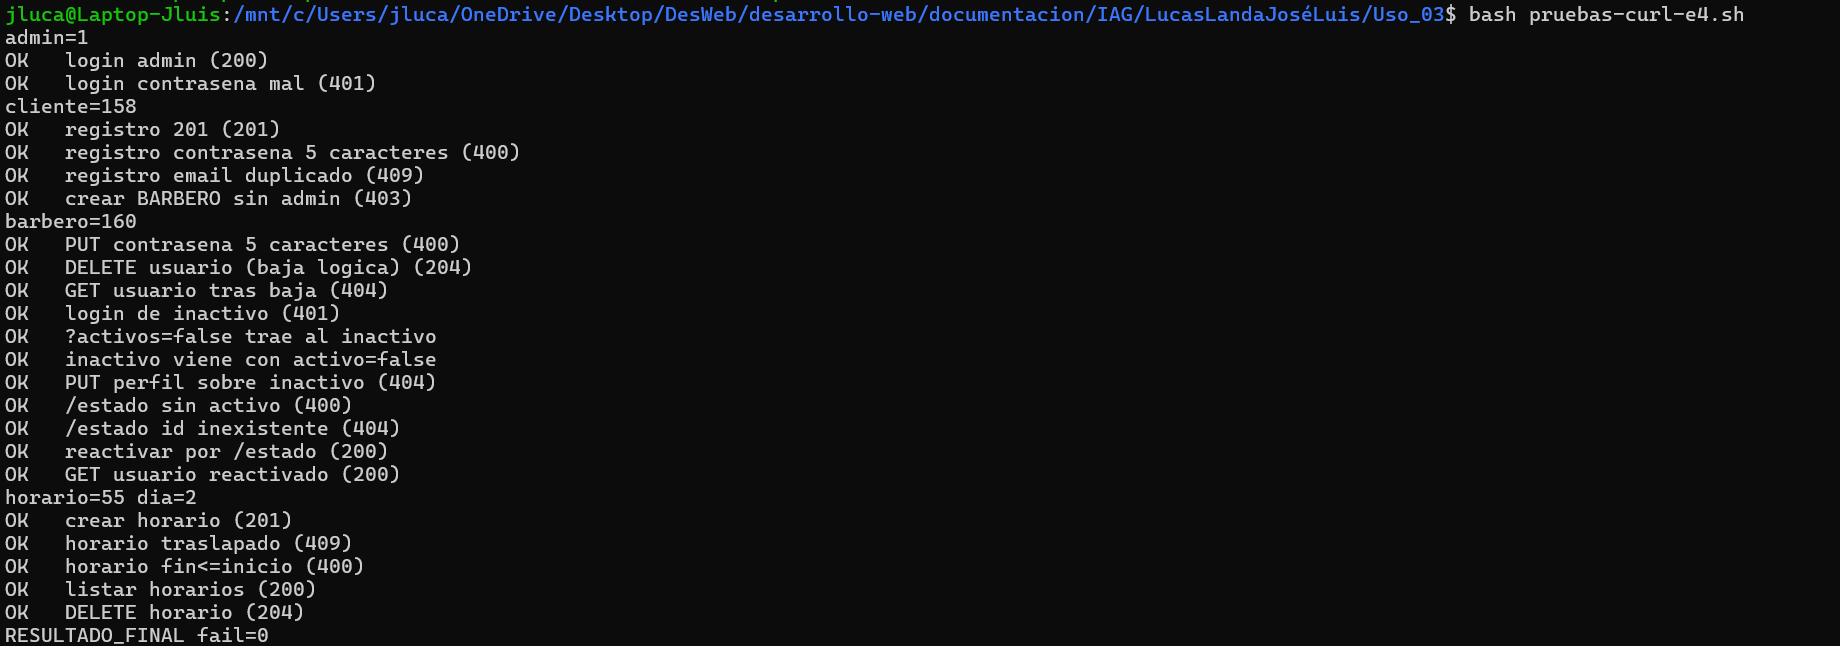 jluca@Laptop-Jluis:/mnt/c/Users/jluca/OneDrive/Desktop/DesWeb/desarrollo-web/documentacion/IAG/LucasLandaJoséLuis/Uso_03$ bash pruebas-curl-e4.sh
admin=1
OK   login admin (200)
OK   login contrasena mal (401)
cliente=158
OK   registro 201 (201)
OK   registro contrasena 5 caracteres (400)
OK   registro email duplicado (409)
OK   crear BARBERO sin admin (403)
barbero=160
OK   PUT contrasena 5 caracteres (400)
OK   DELETE usuario (baja logica) (204)
OK   GET usuario tras baja (404)
OK   login de inactivo (401)
OK   ?activos=false trae al inactivo
OK   inactivo viene con activo=false
OK   PUT perfil sobre inactivo (404)
OK   /estado sin activo (400)
OK   /estado id inexistente (404)
OK   reactivar por /estado (200)
OK   GET usuario reactivado (200)
horario=55 dia=2
OK   crear horario (201)
OK   horario traslapado (409)
OK   horario fin<=inicio (400)
OK   listar horarios (200)
OK   DELETE horario (204)
RESULTADO_FINAL fail=0